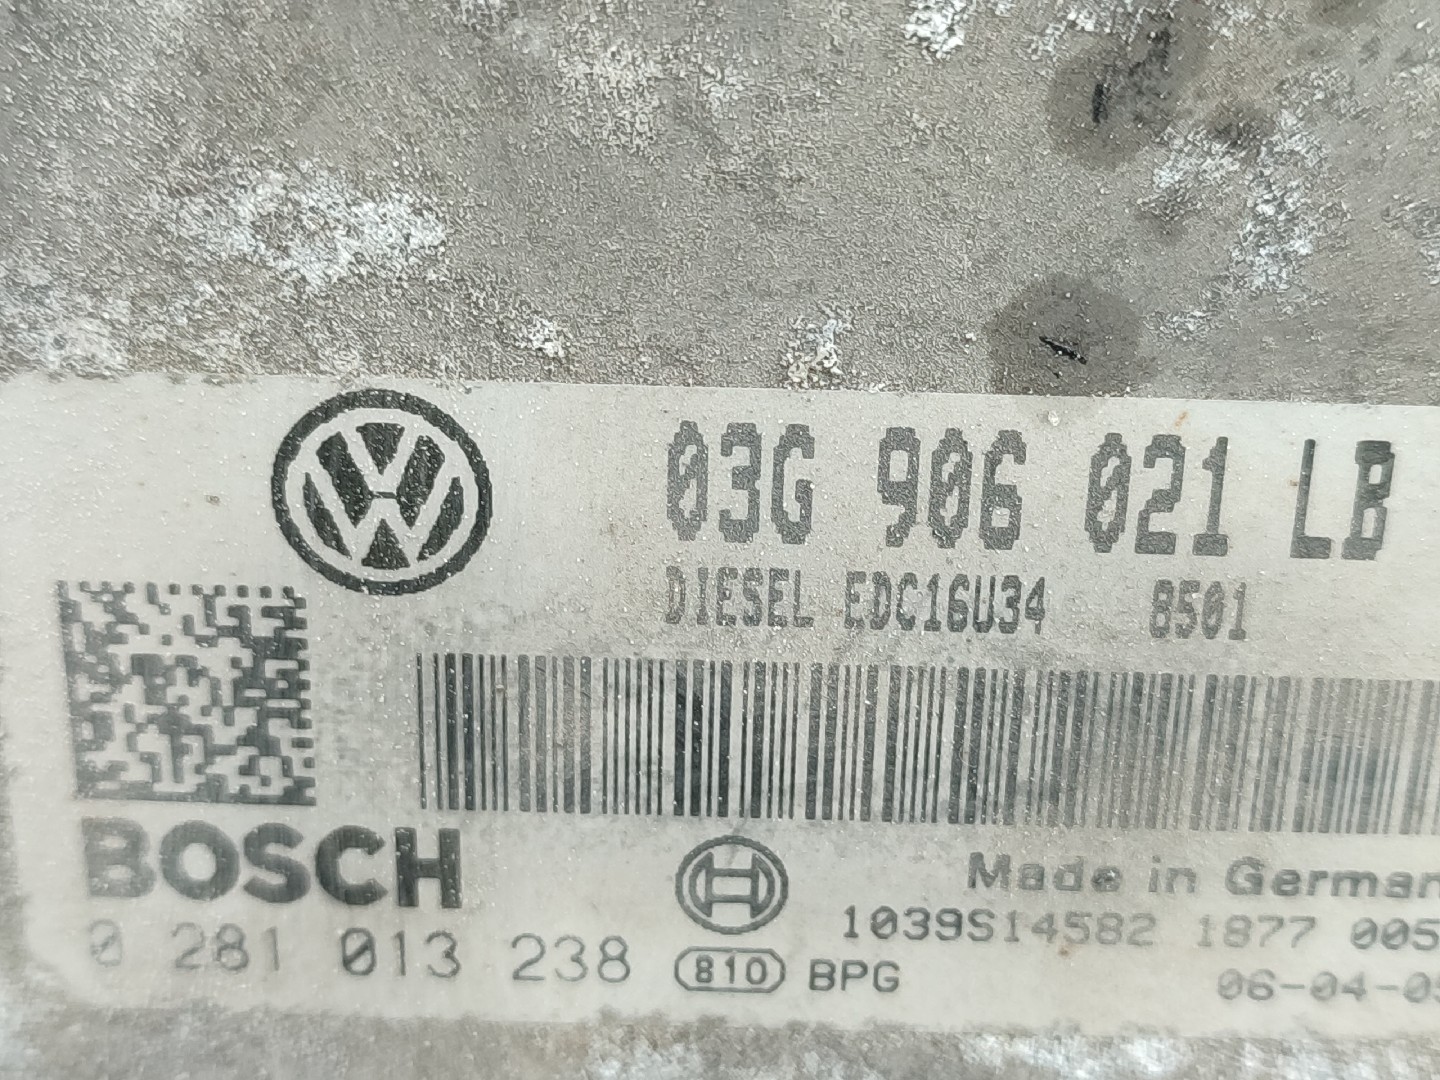 03G 906 021 LB
DIESEL EDC16U34 8501
BOSCH
Made in German
0 281 013 238
1039S14582 1877 005
810 BPG
06-04-05